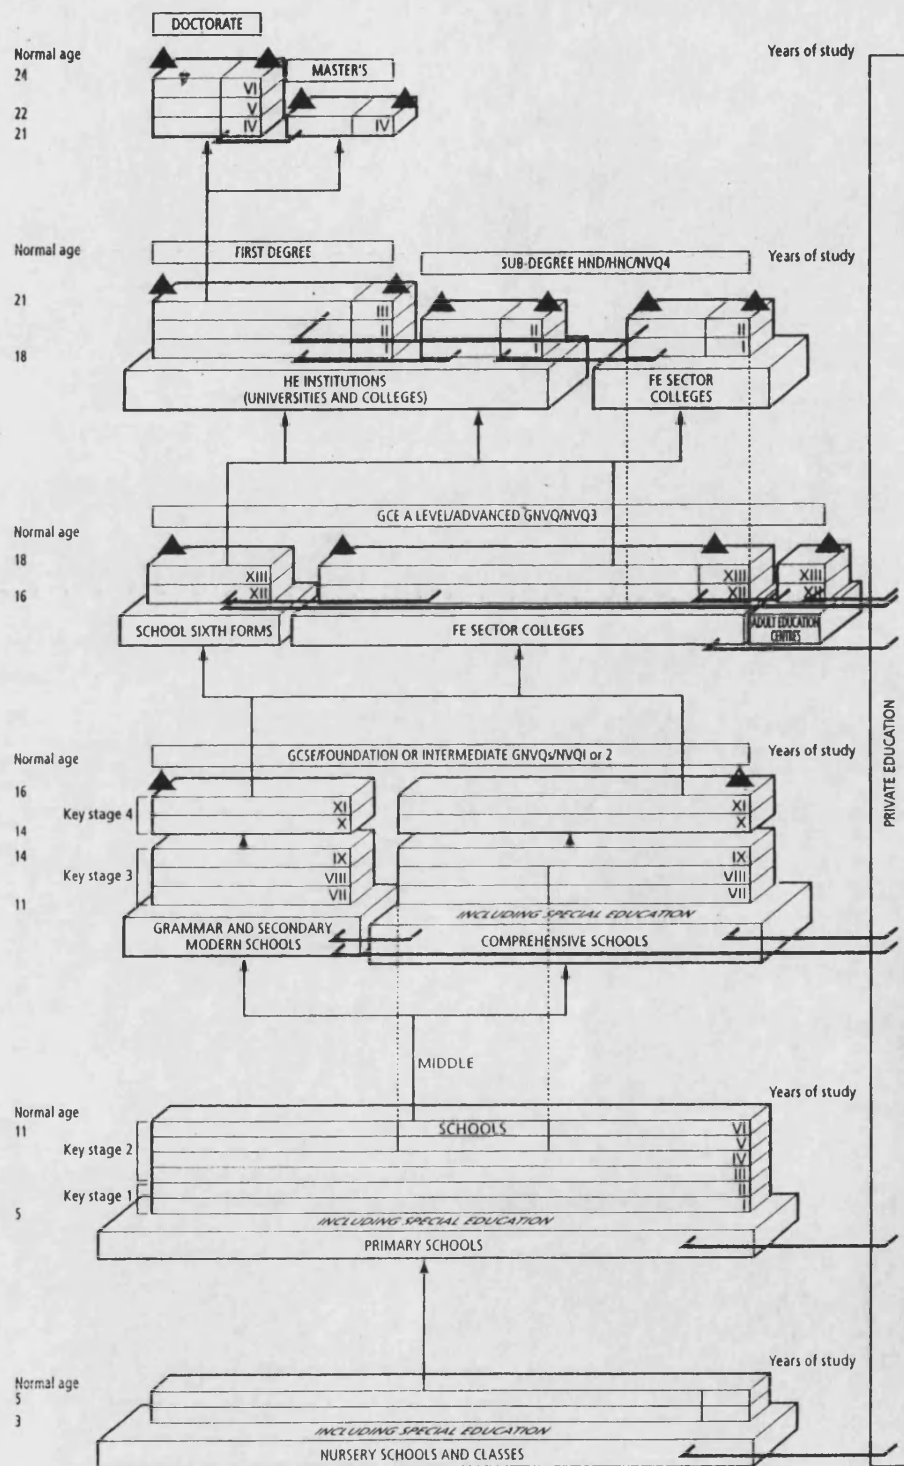 DOCTORATE
Normal age
Years of study
24
MASTER'S
VI
V
IV
IV
22
21
Normal age
FIRST DEGREE
SUB-DEGREE HND/HNC/NVQ4
Years of study
21
III
II
I
II
I
II
I
18
HE INSTITUTIONS
(UNIVERSITIES AND COLLEGES)
FE SECTOR
COLLEGES
GCE A LEVEL/ADVANCED GNVQ/NVQ3
Normal age
18
XIII
XIII
XIII
16
XII
XII
XII
SCHOOL SIXTH FORMS
FE SECTOR COLLEGES
ADULT EDUCATION
CENTRES
PRIVATE EDUCATION
Normal age
GCSE/FOUNDATION OR INTERMEDIATE GNVQs/NVQI or 2
Years of study
16
Key stage 4
XI
XI
X
X
14
14
IX
IX
Key stage 3
VIII
VIII
VII
VII
11
INCLUDING SPECIAL EDUCATION
GRAMMAR AND SECONDARY
MODERN SCHOOLS
COMPREHENSIVE SCHOOLS
MIDDLE
Years of study
Normal age
11
SCHOOLS
VI
V
Key stage 2
IV
III
Key stage 1
II
I
5
INCLUDING SPECIAL EDUCATION
PRIMARY SCHOOLS
Years of study
Normal age
5
3
INCLUDING SPECIAL EDUCATION
NURSERY SCHOOLS AND CLASSES